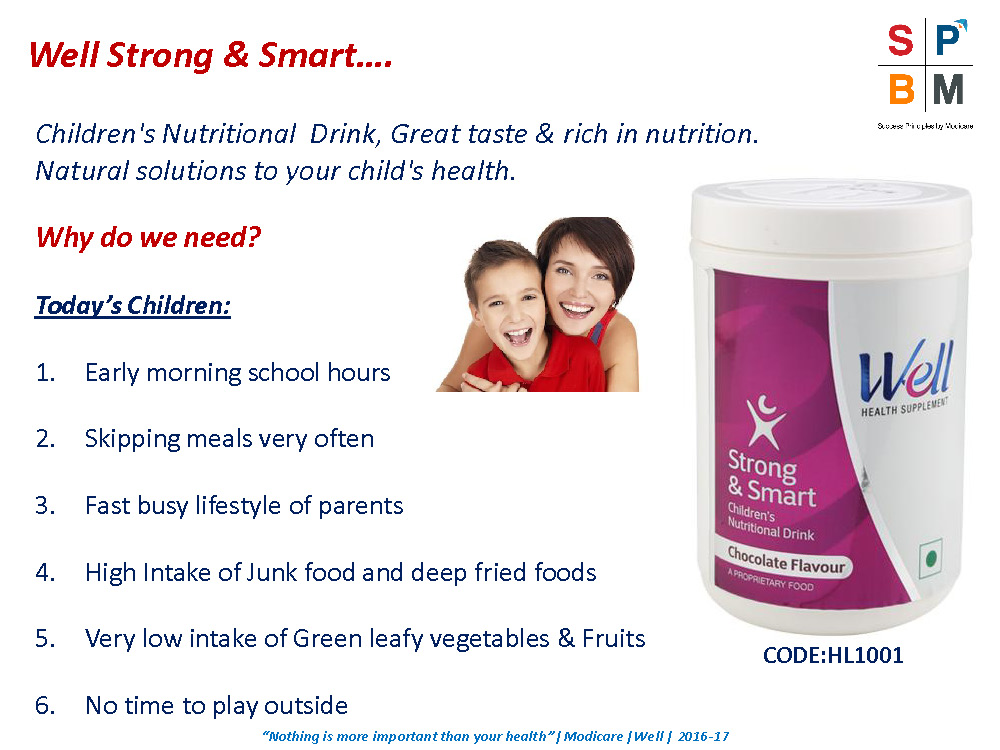 Well Strong & Smart….
S P
B M
Success Principles by Modicare
Children's Nutritional Drink, Great taste & rich in nutrition.
Natural solutions to your child's health.
Why do we need?
Today’s Children:
1. Early morning school hours
2. Skipping meals very often
3. Fast busy lifestyle of parents
4. High Intake of Junk food and deep fried foods
5. Very low intake of Green leafy vegetables & Fruits
6. No time to play outside
Well
HEALTH SUPPLEMENT
Strong
& Smart
Children's
Nutritional Drink
Chocolate Flavour
A PROPRIETARY FOOD
CODE:HL1001
“Nothing is more important than your health”| Modicare |Well | 2016-17